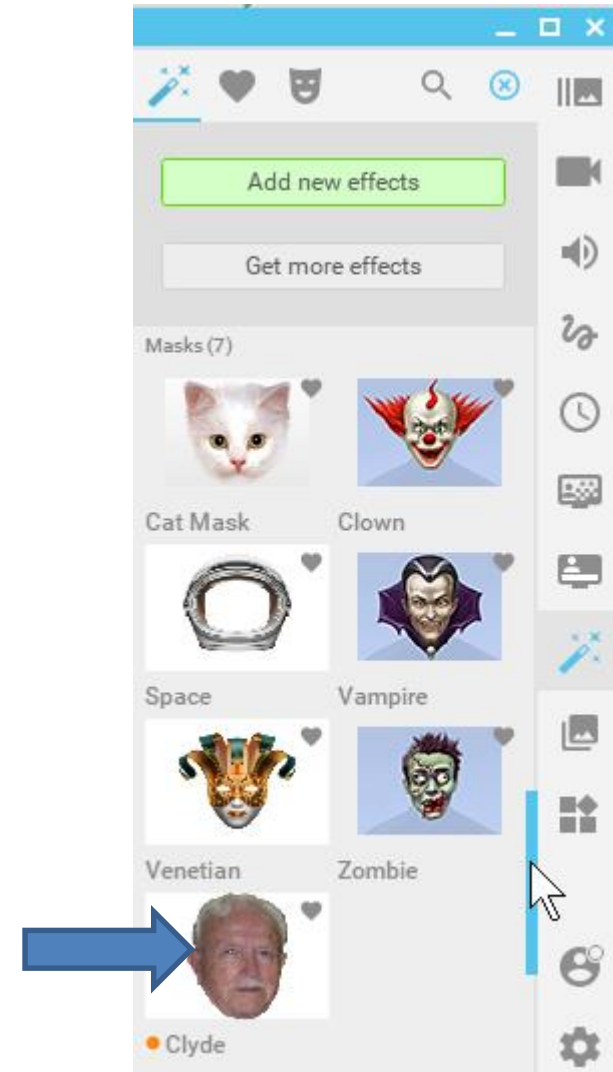 Add new effects
Get more effects
Masks (7)
Cat Mask Clown
Space Vampire
Venetian Zombie
Clyde